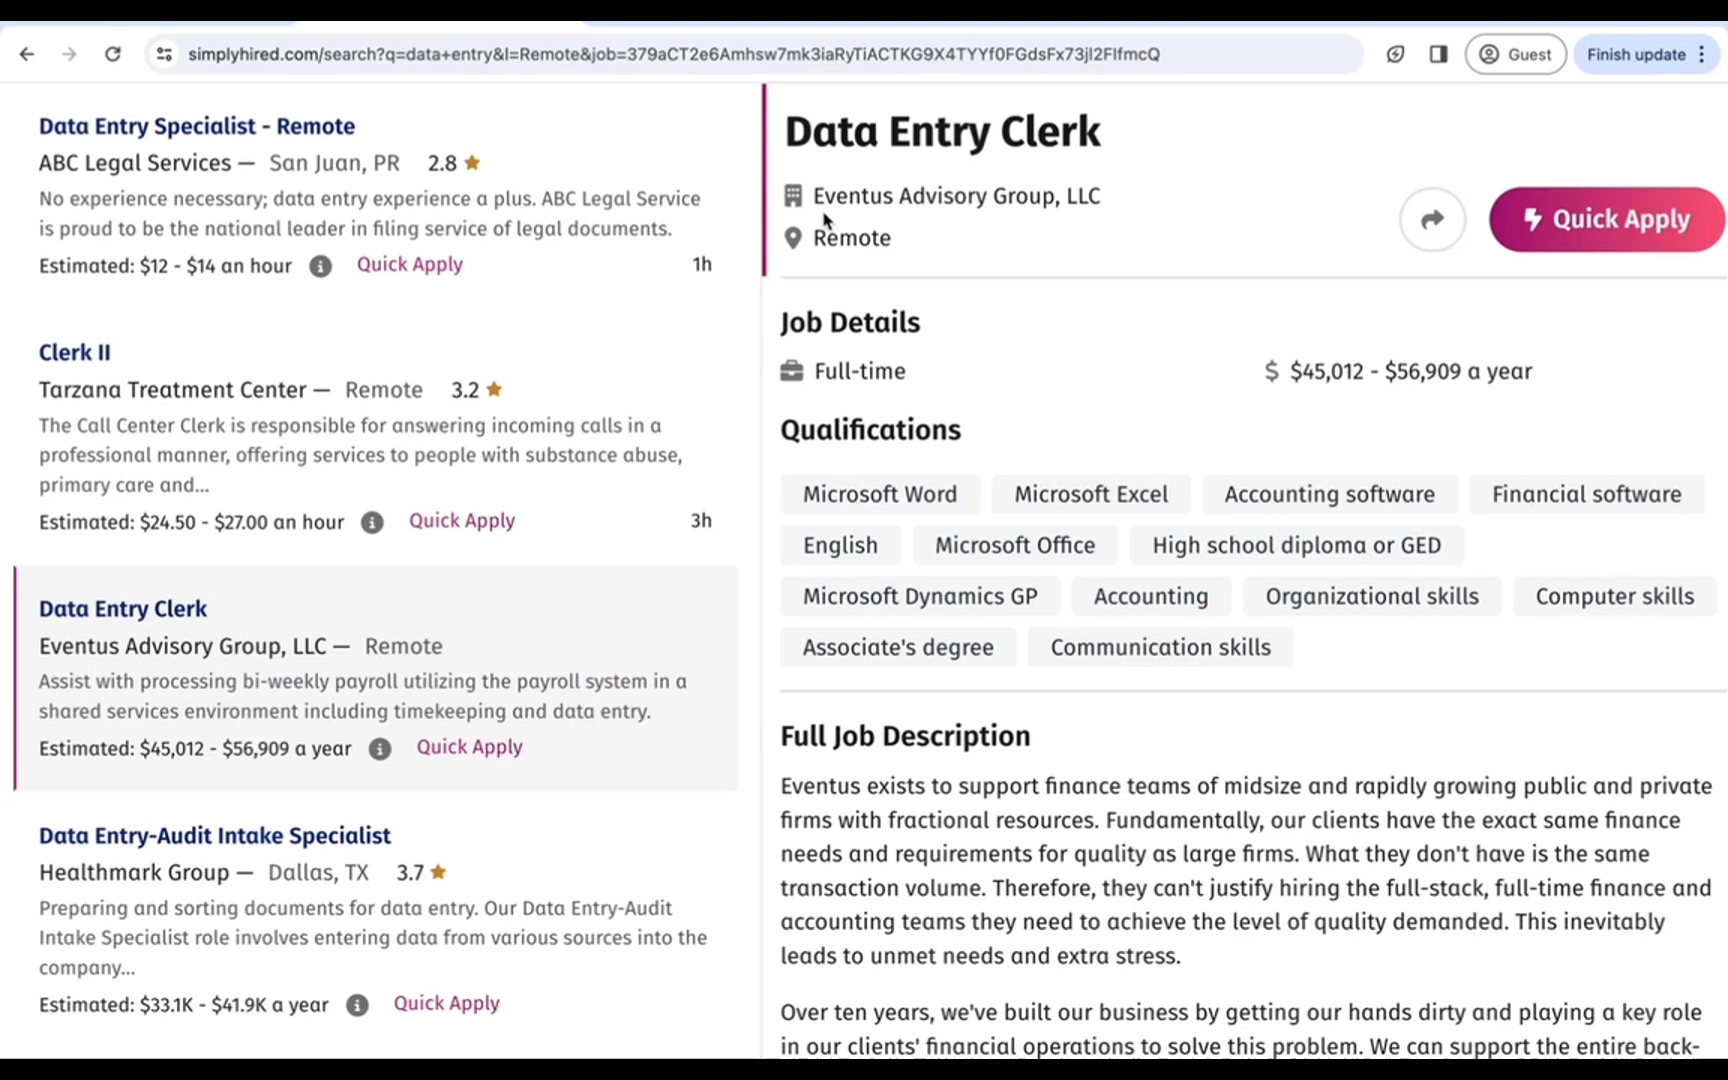 simplyhired.com/search?q=data+entry&l=Remote&job=379aCT2e6Amhsw7mk3iaRyTiACTKG9X4TYYf0FGdsFx73jl2FIfmcQ
Guest
Finish update
Data Entry Specialist - Remote
ABC Legal Services — San Juan, PR 2.8
No experience necessary; data entry experience a plus. ABC Legal Service
is proud to be the national leader in filing service of legal documents.
Estimated: $12 - $14 an hour Quick Apply 1h
Clerk II
Tarzana Treatment Center — Remote 3.2
The Call Center Clerk is responsible for answering incoming calls in a
professional manner, offering services to people with substance abuse,
primary care and...
Estimated: $24.50 - $27.00 an hour Quick Apply 3h
Data Entry Clerk
Eventus Advisory Group, LLC — Remote
Assist with processing bi-weekly payroll utilizing the payroll system in a
shared services environment including timekeeping and data entry.
Estimated: $45,012 - $56,909 a year Quick Apply
Data Entry-Audit Intake Specialist
Healthmark Group — Dallas, TX 3.7
Preparing and sorting documents for data entry. Our Data Entry-Audit
Intake Specialist role involves entering data from various sources into the
company...
Estimated: $33.1K - $41.9K a year Quick Apply
Data Entry Clerk
Eventus Advisory Group, LLC
Remote
Quick Apply
Job Details
Full-time
$ $45,012 - $56,909 a year
Qualifications
Microsoft Word Microsoft Excel Accounting software Financial software
English Microsoft Office High school diploma or GED
Microsoft Dynamics GP Accounting Organizational skills Computer skills
Associate's degree Communication skills
Full Job Description
Eventus exists to support finance teams of midsize and rapidly growing public and private
firms with fractional resources. Fundamentally, our clients have the exact same finance
needs and requirements for quality as large firms. What they don't have is the same
transaction volume. Therefore, they can't justify hiring the full-stack, full-time finance and
accounting teams they need to achieve the level of quality demanded. This inevitably
leads to unmet needs and extra stress.
Over ten years, we've built our business by getting our hands dirty and playing a key role
in our clients' financial operations to solve this problem. We can support the entire back-